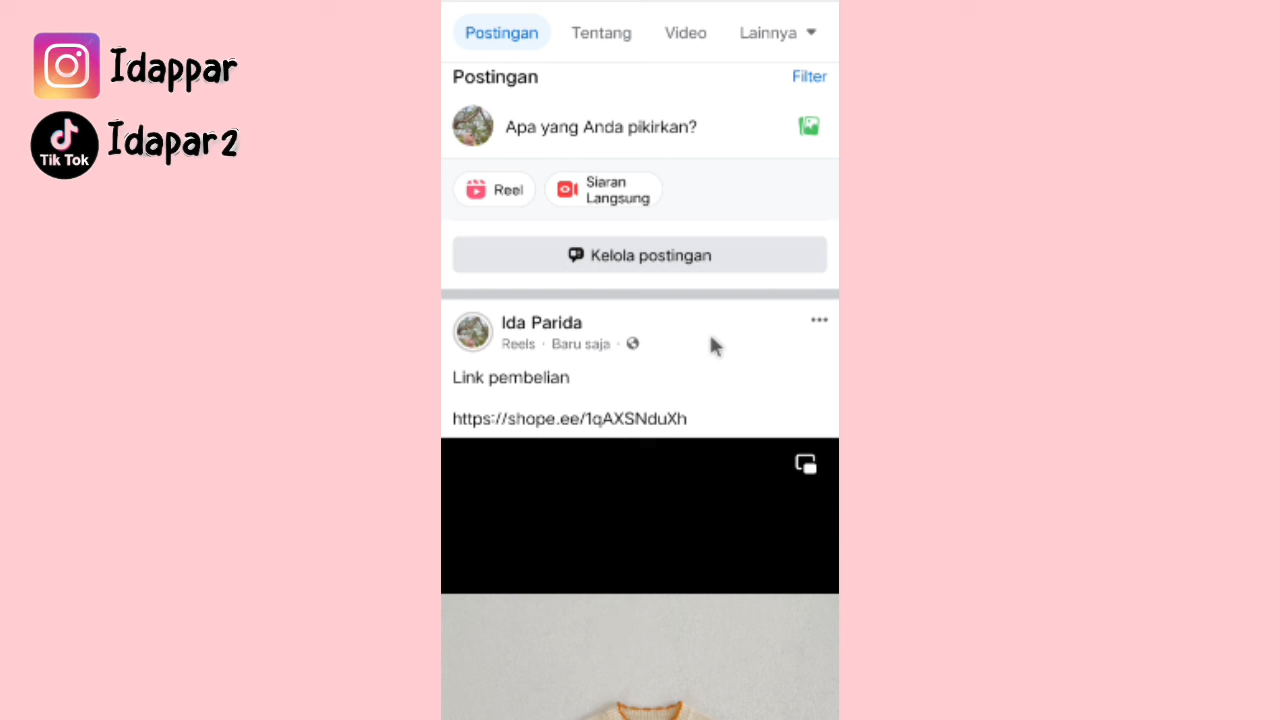 Idappar
Tik Tok
Idapar2
Postingan
Tentang
Video
Lainnya
Postingan
Filter
Apa yang Anda pikirkan?
Reel
Siaran
Langsung
Kelola postingan
Ida Parida
Reels · Baru saja ·
Link pembelian
https://shope.ee/1qAXSNduXh